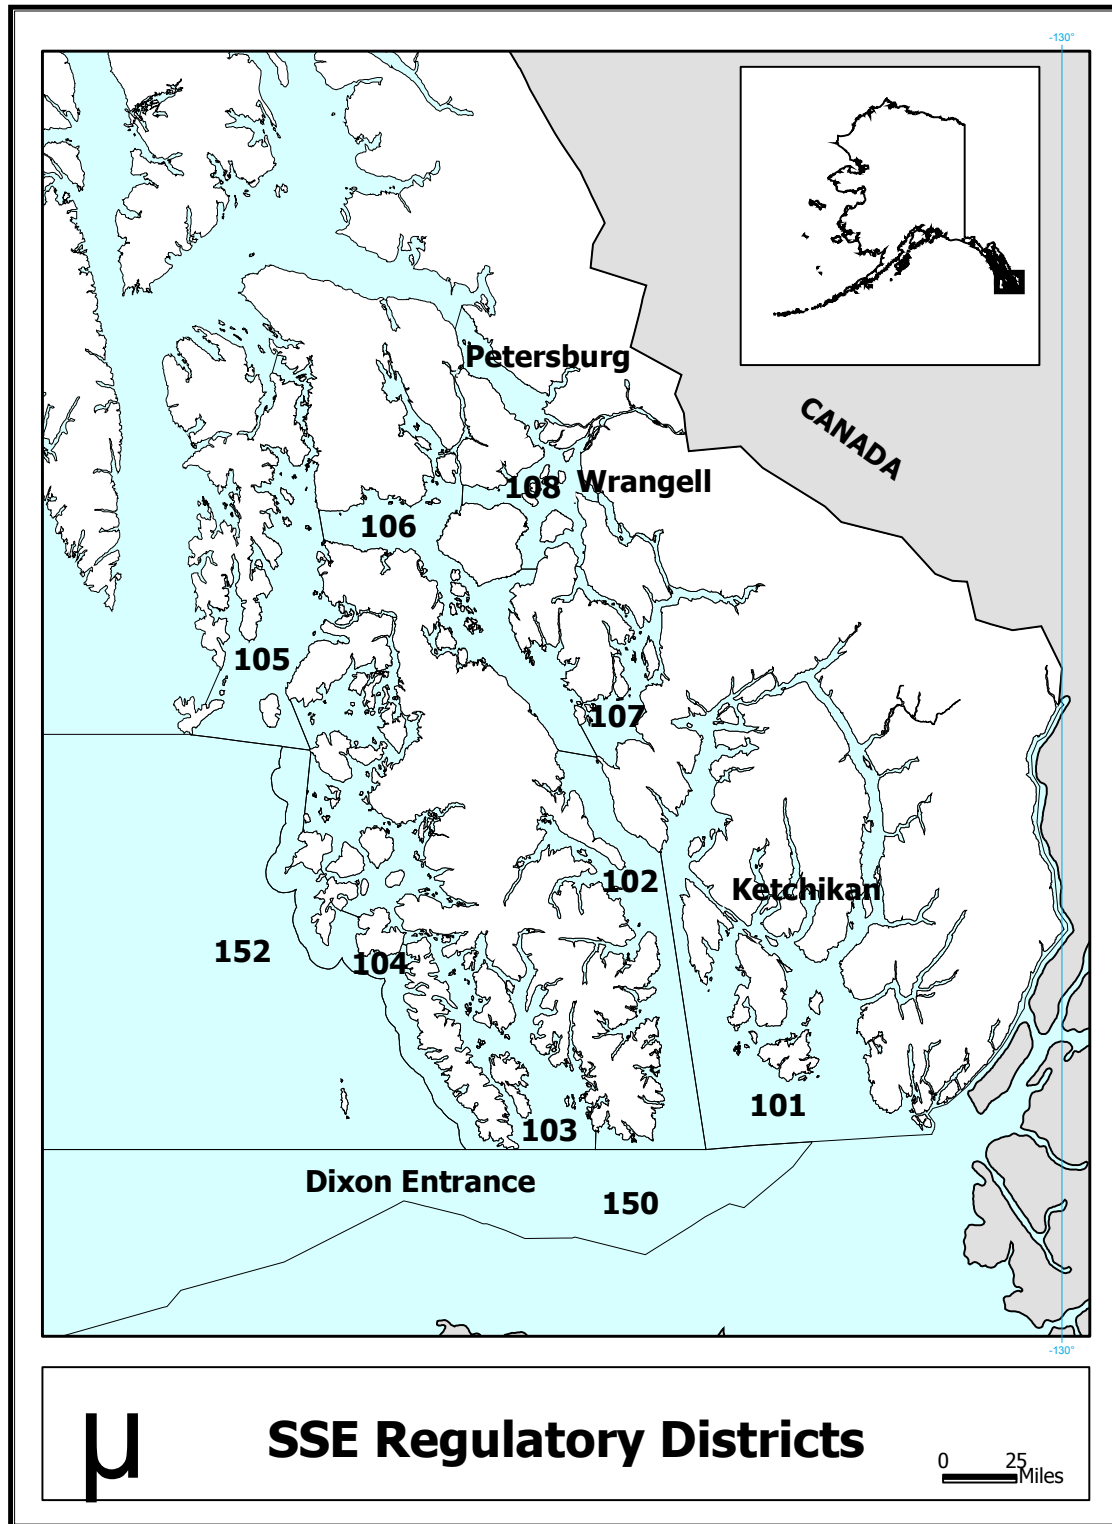 -130°
Petersburg
CANADA
Wrangell
108
106
105
107
102
Ketchikan
152
104
101
103
Dixon Entrance
150
-130°
µ
SSE Regulatory Districts
0 25
Miles